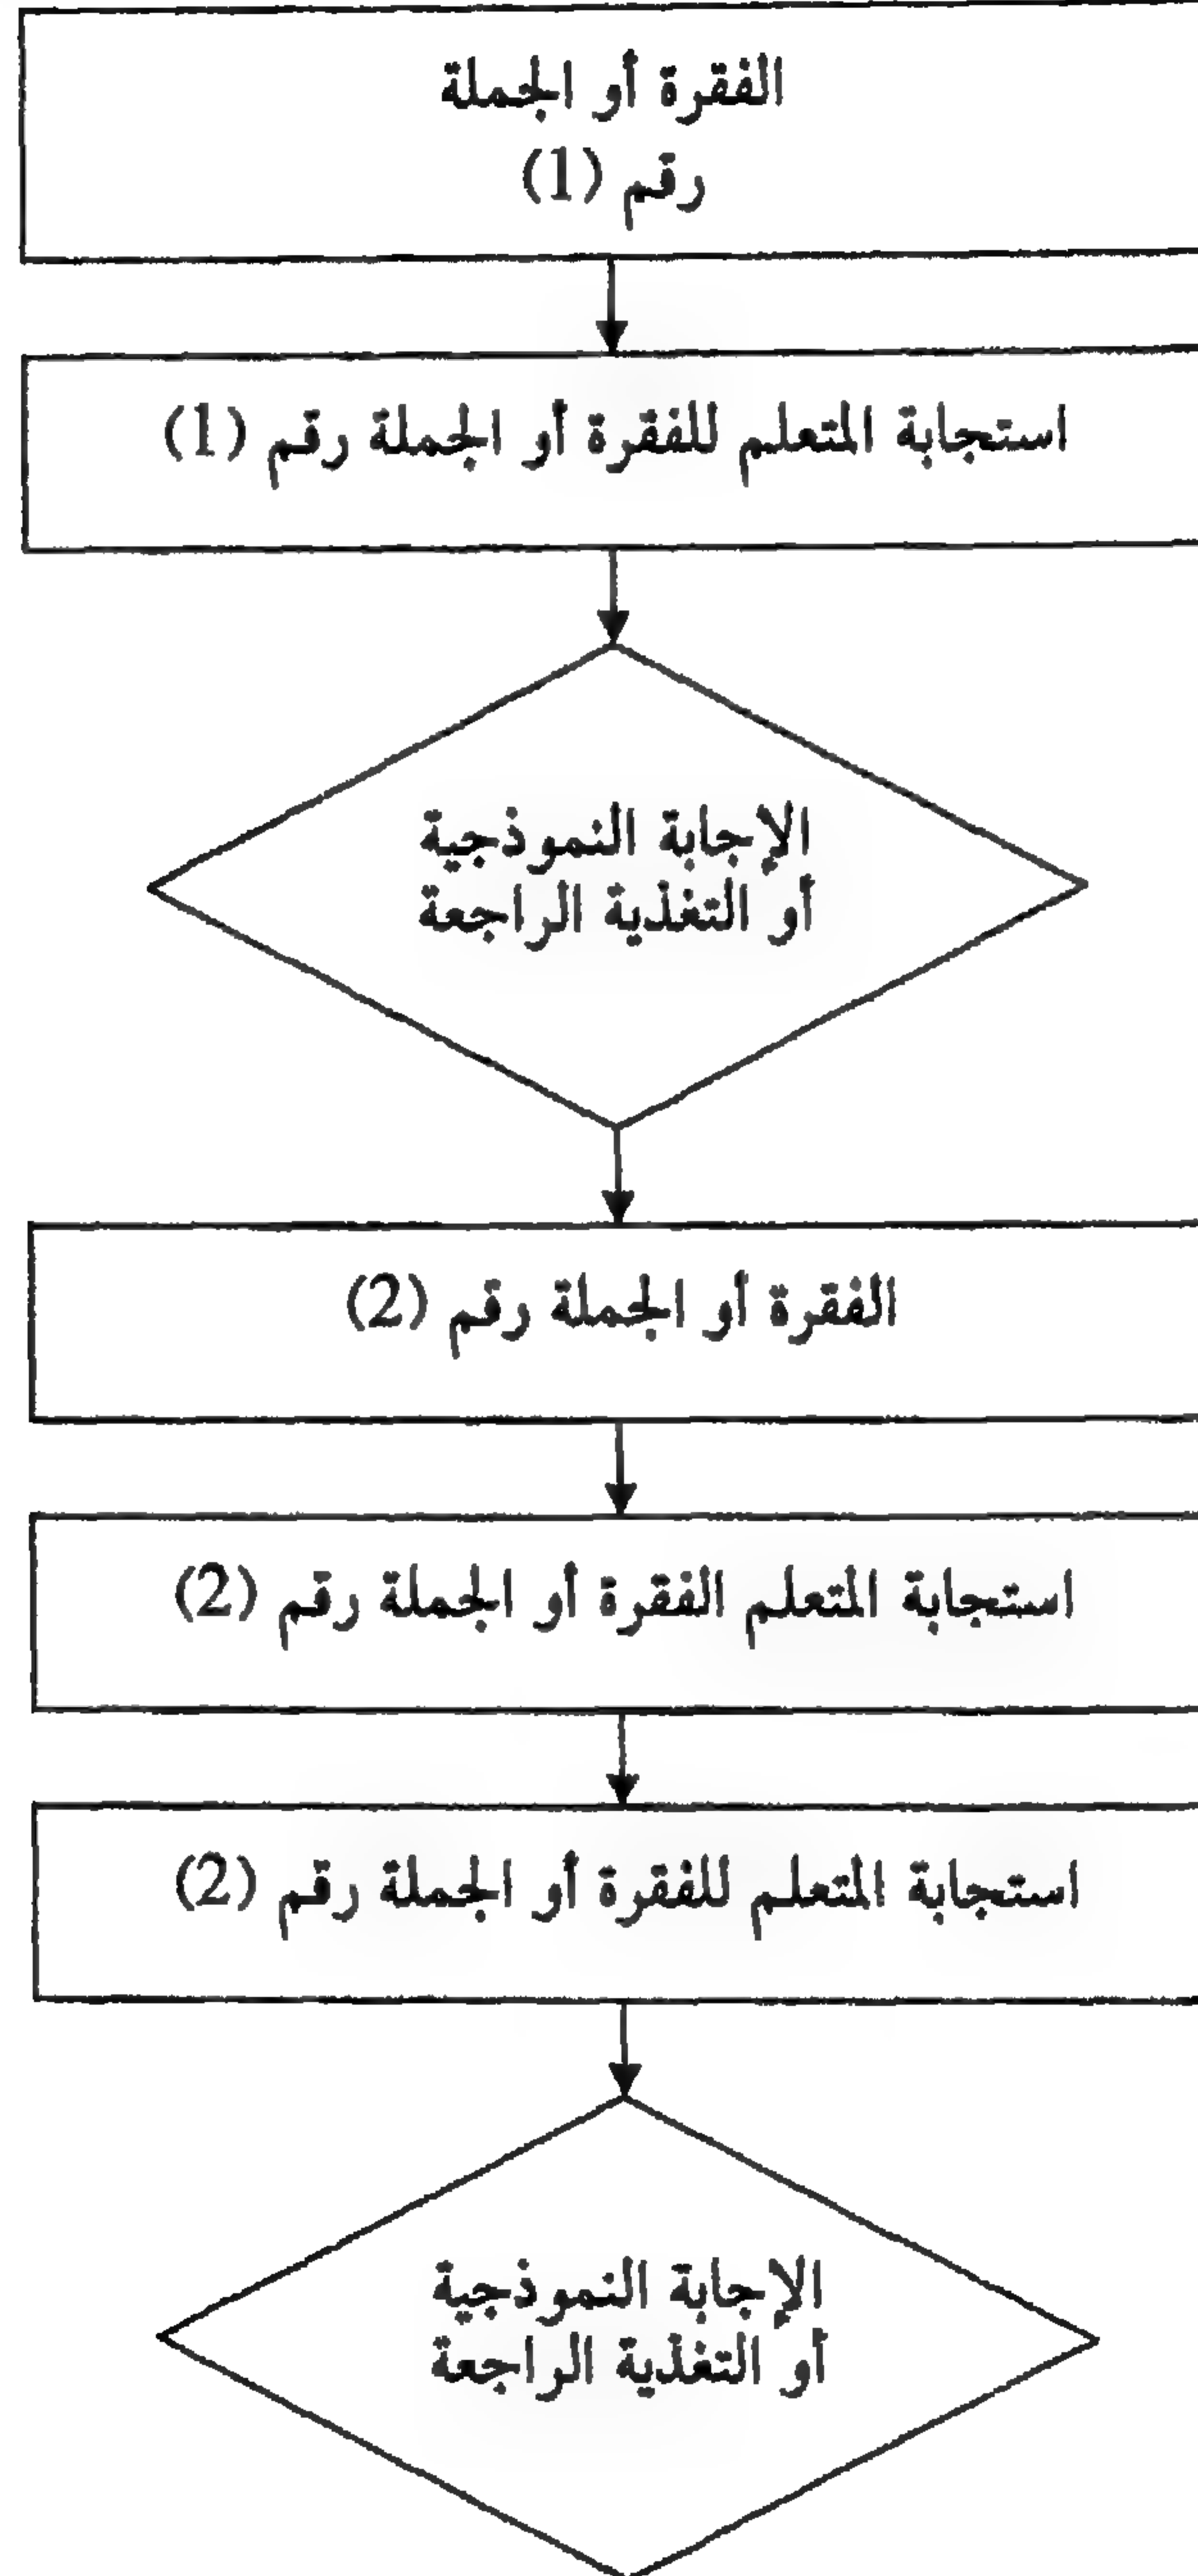 الفقرة أو الجملة
رقم (1)
استجابة المتعلم للفقرة أو الجملة رقم (1)
الإجابة النموذجية
أو التغذية الراجعة
الفقرة أو الجملة رقم (2)
استجابة المتعلم الفقرة أو الجملة رقم (2)
استجابة المتعلم للفقرة أو الجملة رقم (2)
الإجابة النموذجية
أو التغذية الراجعة